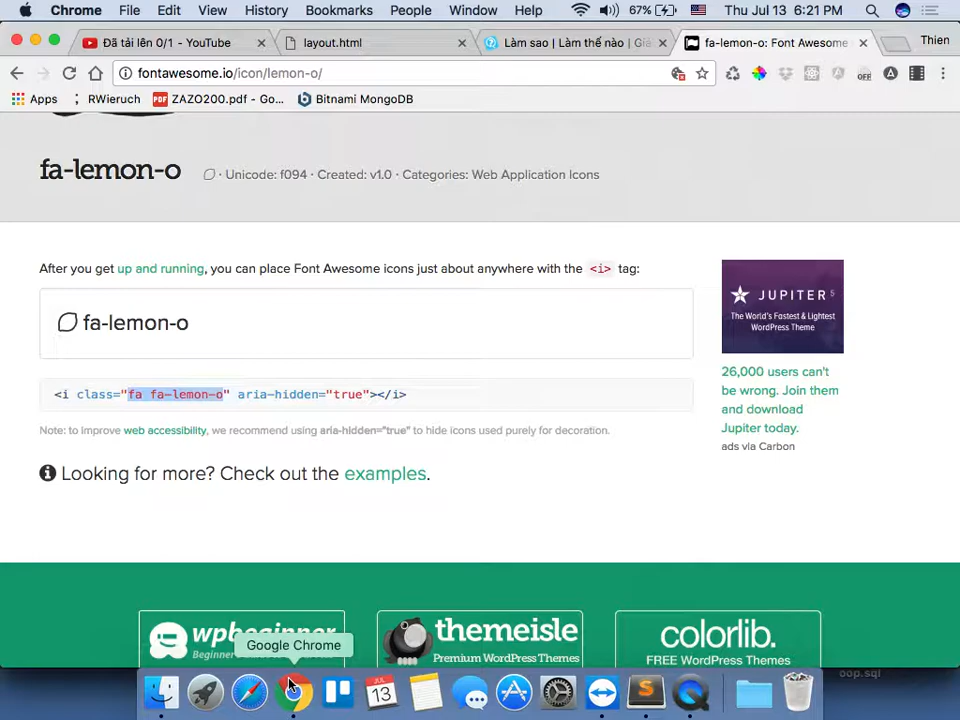 Chrome File Edit View History Bookmarks People Window Help 67% Thu Jul 13 6:21 PM
Đã tải lên 0/1 - YouTube layout.html Làm sao | Làm thế nào | Giả fa-lemon-o: Font Awesome Thien
fontawesome.io/icon/lemon-o/ OFF
Apps RWieruch PDF ZAZO200.pdf - Go... Bitnami MongoDB
fa-lemon-o · Unicode: f094 · Created: v1.0 · Categories: Web Application Icons
After you get up and running, you can place Font Awesome icons just about anywhere with the <i> tag:
fa-lemon-o
<i class="fa fa-lemon-o" aria-hidden="true"></i>
Note: to improve web accessibility, we recommend using aria-hidden="true" to hide icons used purely for decoration.
Looking for more? Check out the examples.
JUPITER 5
The World's Fastest & Lightest
WordPress Theme
26,000 users can't
be wrong. Join them
and download
Jupiter today.
ads via Carbon
wpbeginner
Google Chrome
themeisle
Premium WordPress Themes
colorlib.
FREE WordPress Themes
JUL
13
oop.sql